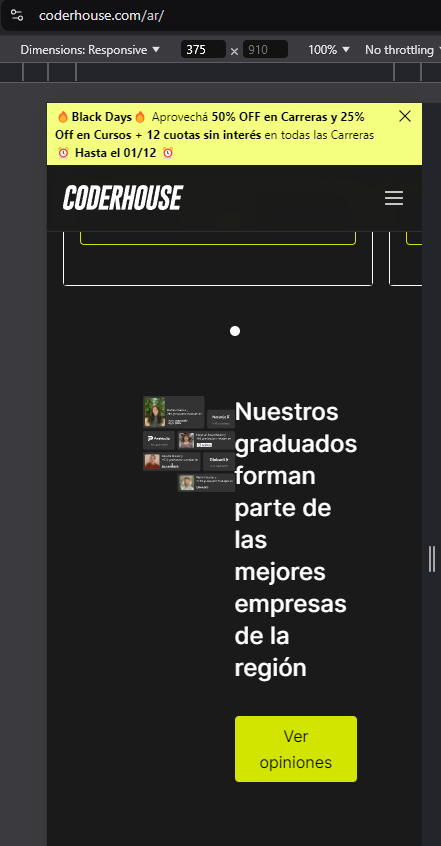 coderhouse.com/ar/
Dimensions: Responsive 375 × 910 100% No throttling
🔥Black Days🔥 Aprovechá 50% OFF en Carreras y 25%
Off en Cursos + 12 cuotas sin interés en todas las Carreras
⏰ Hasta el 01/12 ⏰
CODERHOUSE
Nuestros
graduados
forman
parte de
las
mejores
empresas
de la
región
Ver
opiniones